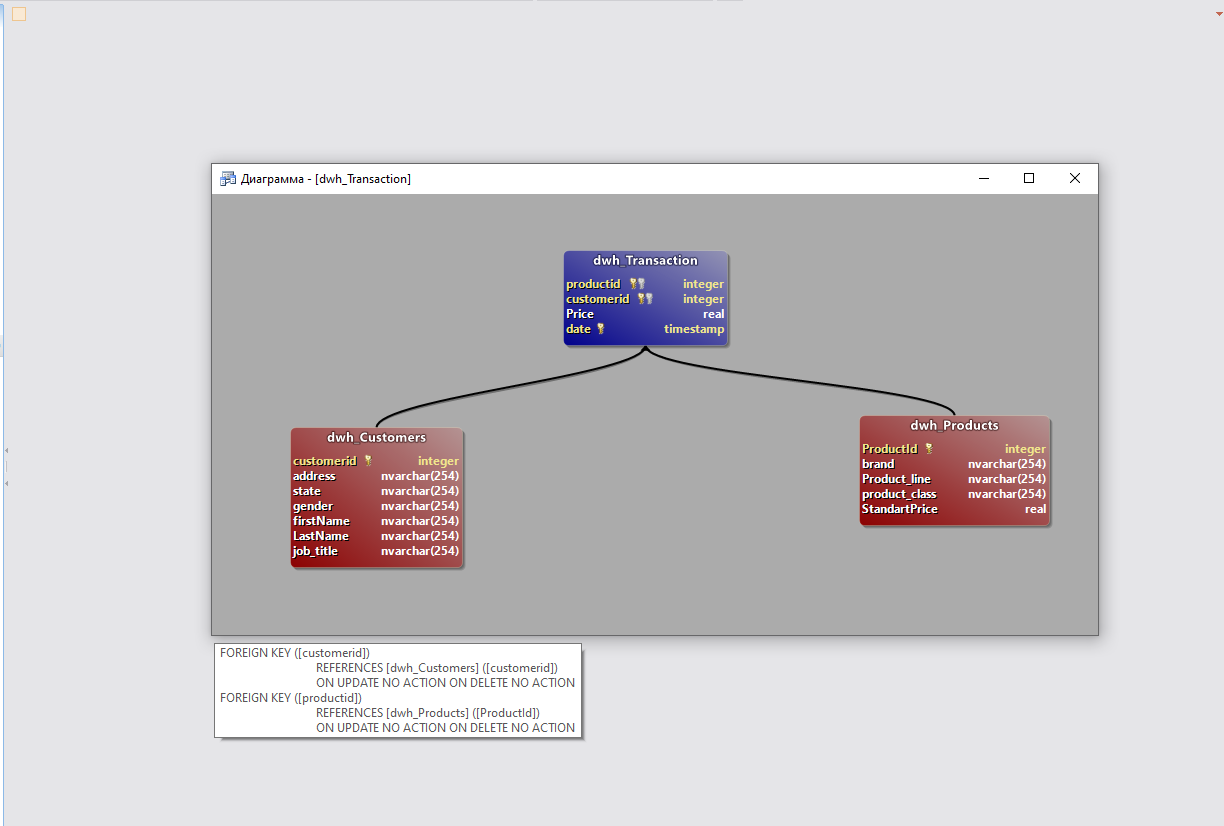 Диаграмма - [dwh_Transaction]
dwh_Transaction
productid integer
customerid integer
Price real
date timestamp
dwh_Customers
customerid integer
address nvarchar(254)
state nvarchar(254)
gender nvarchar(254)
firstName nvarchar(254)
LastName nvarchar(254)
job_title nvarchar(254)
dwh_Products
ProductId integer
brand nvarchar(254)
Product_line nvarchar(254)
product_class nvarchar(254)
StandartPrice real
FOREIGN KEY ([customerid])
REFERENCES [dwh_Customers] ([customerid])
ON UPDATE NO ACTION ON DELETE NO ACTION
FOREIGN KEY ([productid])
REFERENCES [dwh_Products] ([ProductId])
ON UPDATE NO ACTION ON DELETE NO ACTION